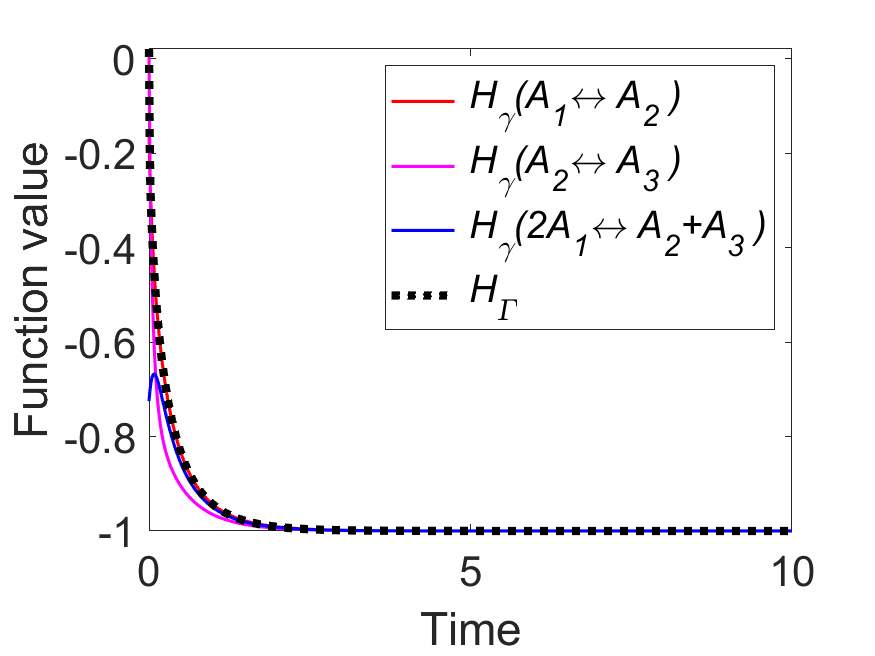 0
-0.2
-0.4
-0.6
-0.8
-1
Function value
0
5
10
Time
H_γ(A_1↔ A_2 )
H_γ(A_2↔ A_3 )
H_γ(2A_1↔ A_2+A_3 )
H_Γ